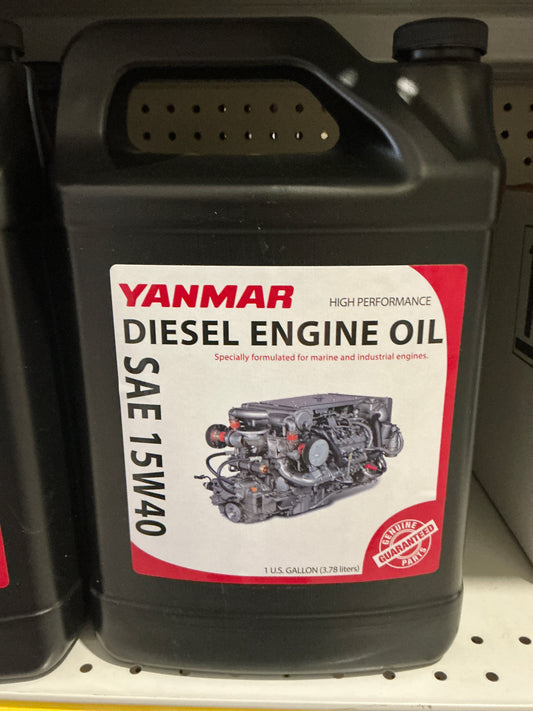 YANMAR
HIGH PERFORMANCE
DIESEL ENGINE OIL
Specially formulated for marine and industrial engines.
SAE 15W40
GENUINE
GUARANTEED
PARTS
1 U.S. GALLON (3.78 liters)